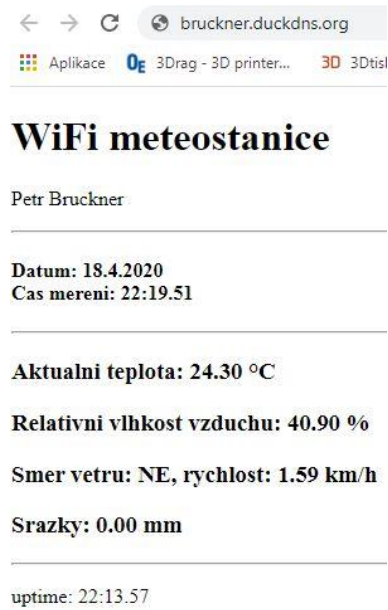 bruckner.duckdns.org
Aplikace 3Drag - 3D printer... 3D
WiFi meteostanice
Petr Bruckner
Datum: 18.4.2020
Cas mereni: 22:19.51
Aktualni teplota: 24.30 °C
Relativni vlhkost vzduchu: 40.90 %
Smer vetru: NE, rychlost: 1.59 km/h
Srazky: 0.00 mm
uptime: 22:13.57